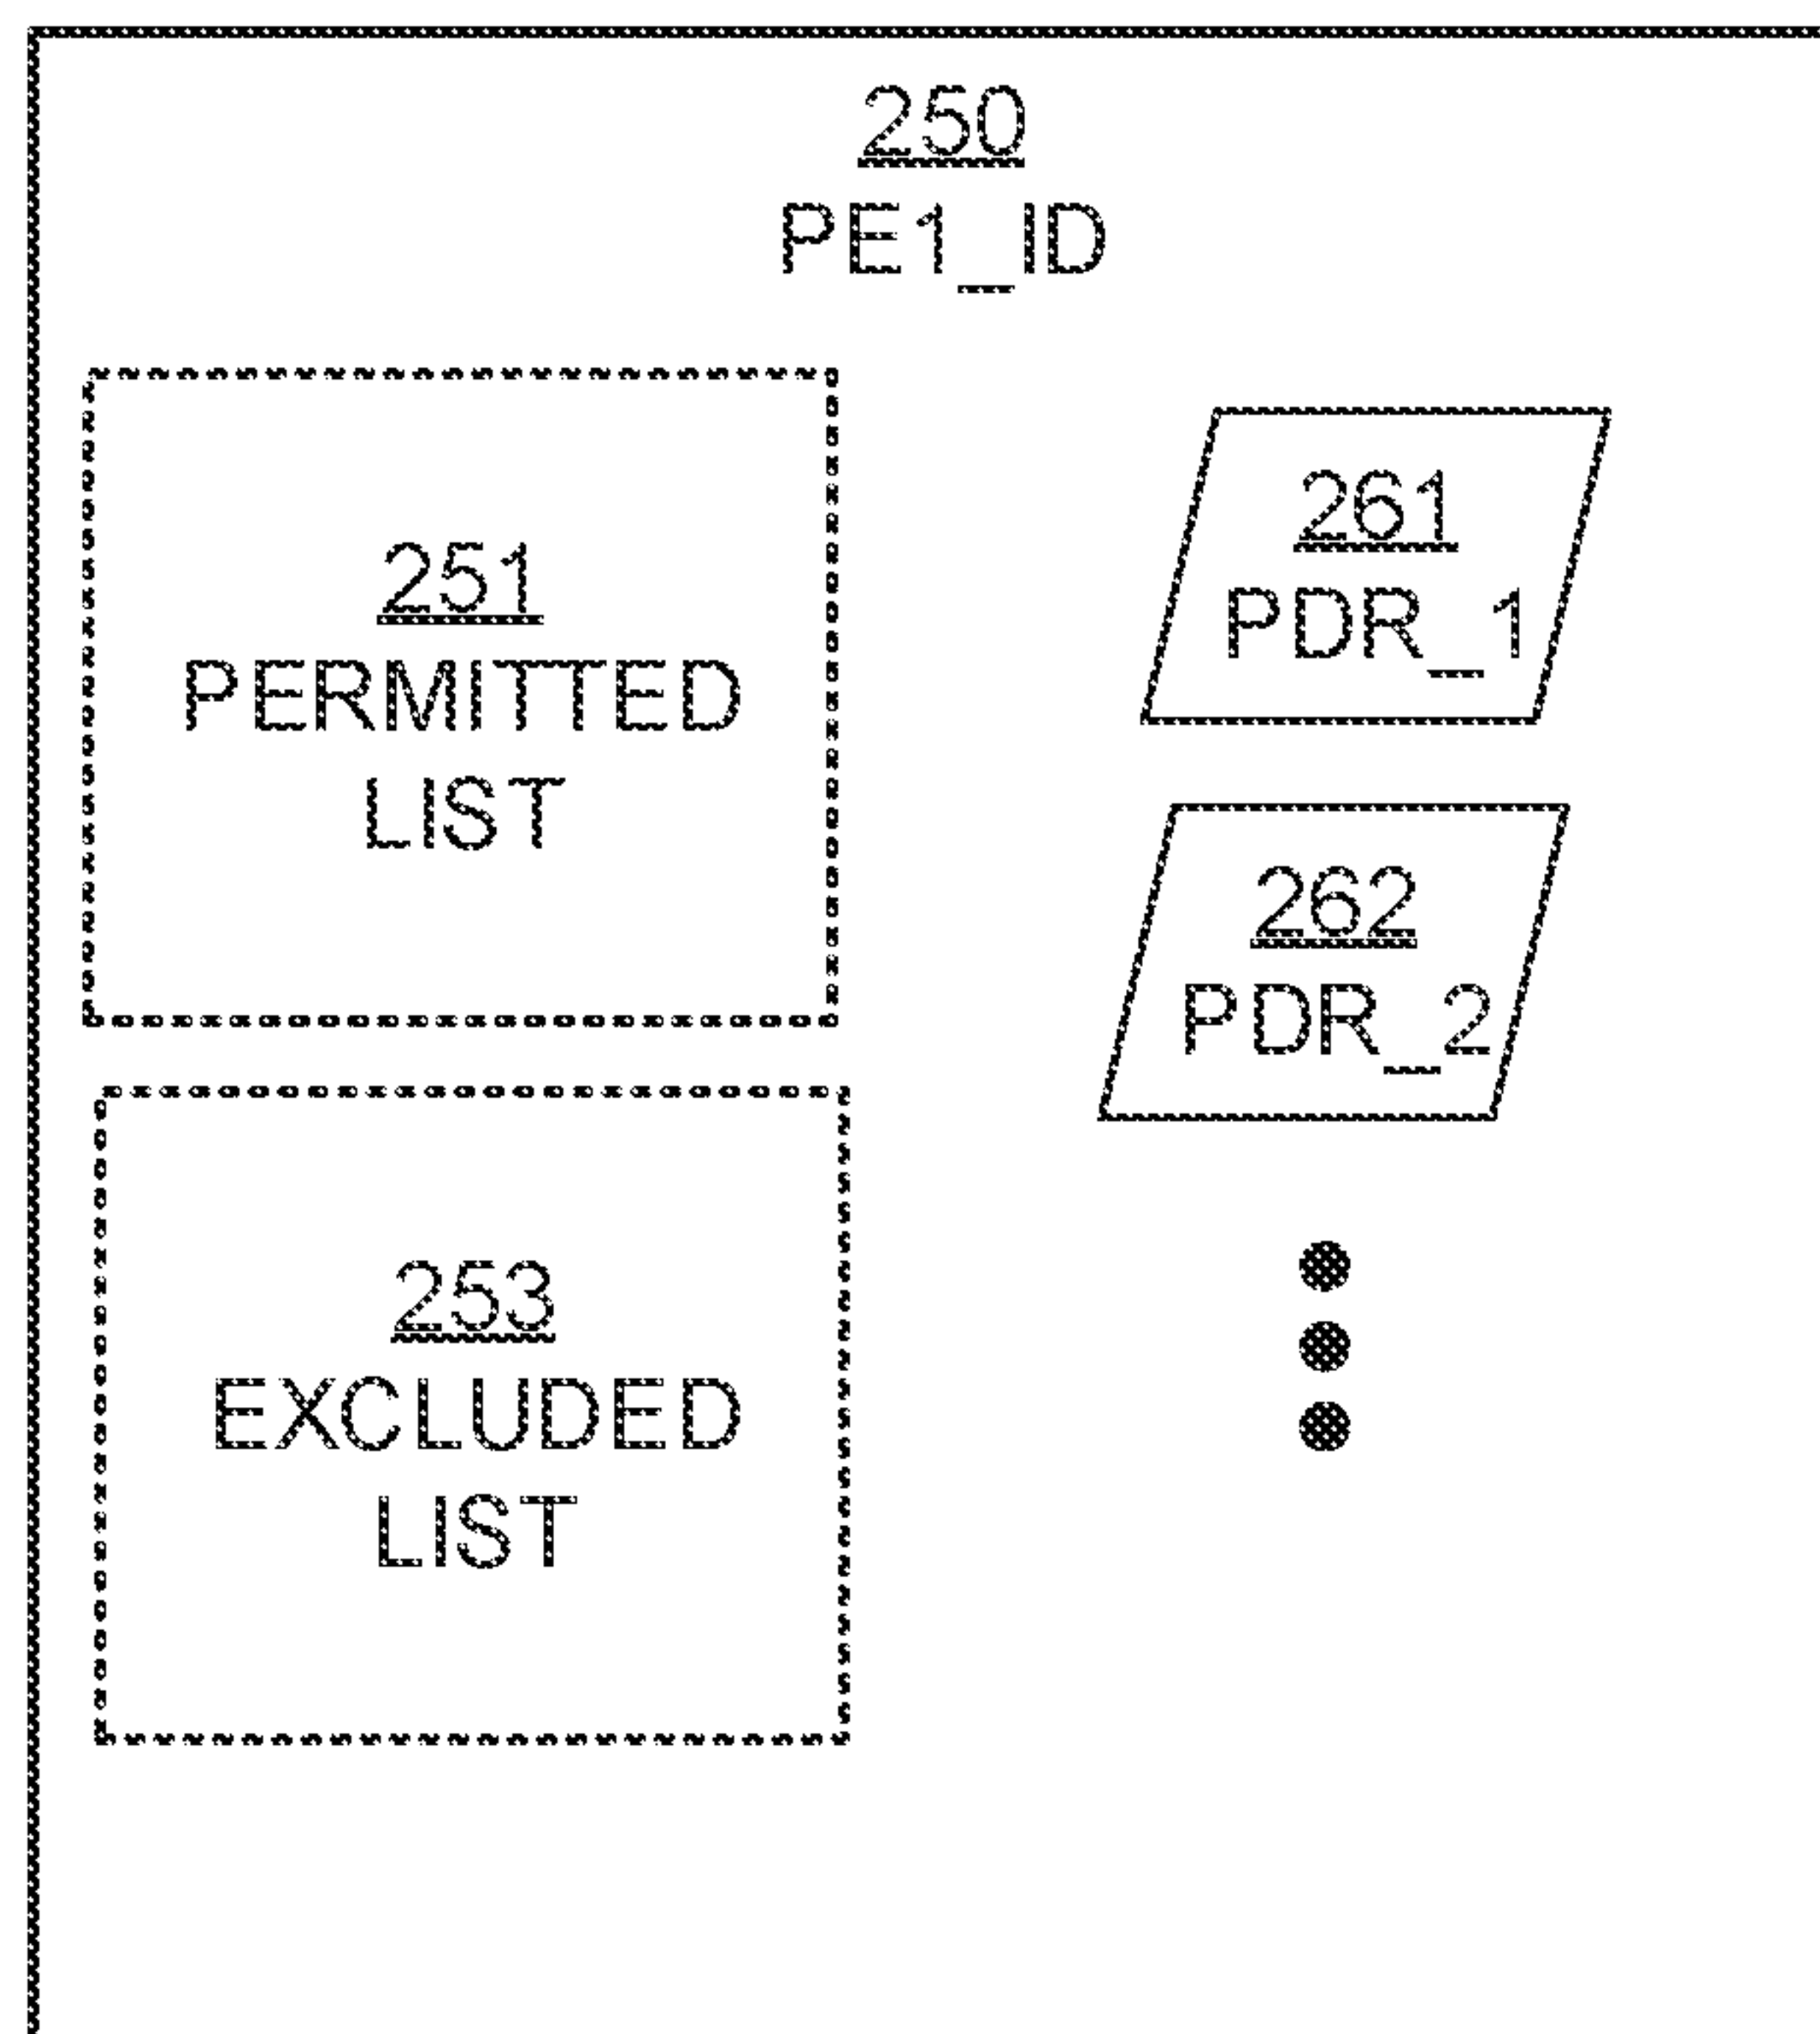 250
PE1_ID
251
PERMITTED
LIST
261
PDR_1
262
PDR_2
253
EXCLUDED
LIST